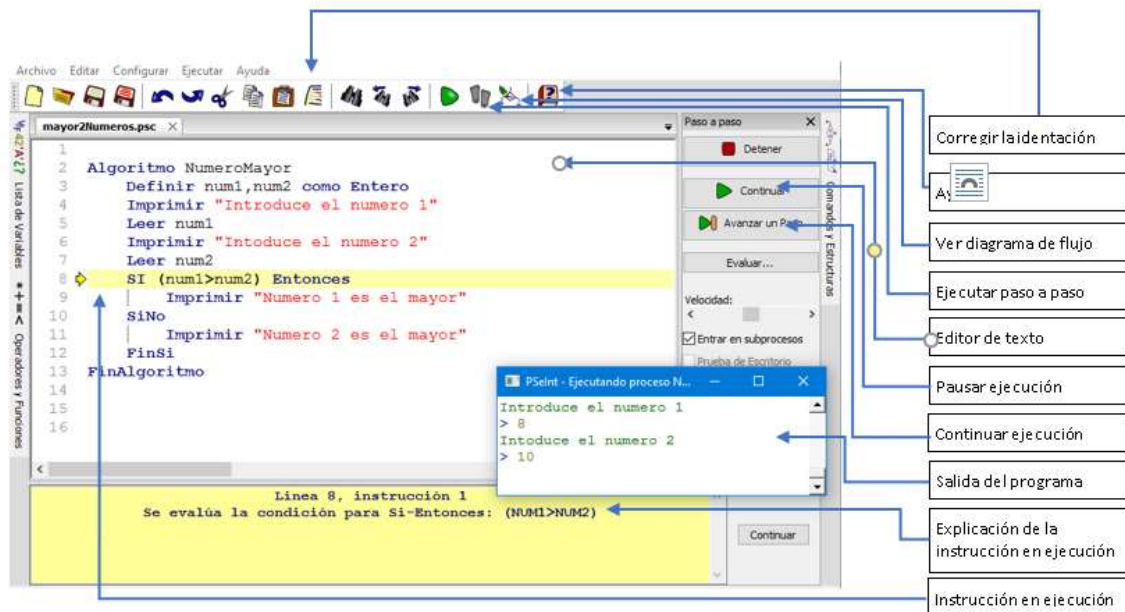 Archivo Editar Configurar Ejecutar Ayuda
mayor2Numeros.psc
1
2 Algoritmo NumeroMayor
3 Definir num1,num2 como Entero
4 Imprimir "Introduce el numero 1"
5 Leer num1
6 Imprimir "Intoduce el numero 2"
7 Leer num2
8 SI (num1>num2) Entonces
9 Imprimir "Numero 1 es el mayor"
10 SiNo
11 Imprimir "Numero 2 es el mayor"
12 FinSi
13 FinAlgoritmo
14
15
16
Lista de Variables
Operadores y Funciones
Paso a paso
Detener
Continuar
Avanzar un Paso
Evaluar...
Velocidad:
Entrar en subprocesos
Prueba de Escritorio
Comandos y Estructuras
PSeInt - Ejecutando proceso N...
Introduce el numero 1
> 8
Intoduce el numero 2
> 10
Linea 8, instrucción 1
Se evalúa la condición para Si-Entonces: (NUM1>NUM2)
Continuar
Corregir la identación
Ver diagrama de flujo
Ejecutar paso a paso
Editor de texto
Pausar ejecución
Continuar ejecución
Salida del programa
Explicación de la
instrucción en ejecución
Instrucción en ejecución